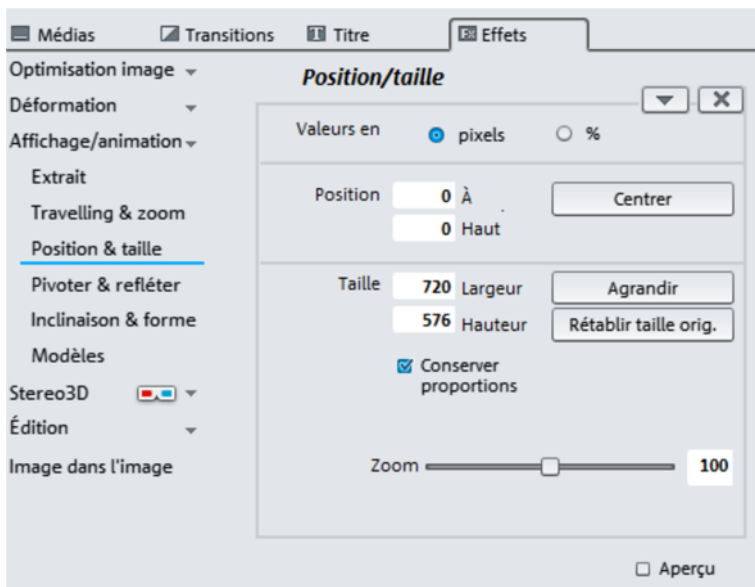 Médias Transitions Titre Effets
Optimisation image
Déformation
Affichage/animation
Extrait
Travelling & zoom
Position & taille
Pivoter & refléter
Inclinaison & forme
Modèles
Stereo3D
Édition
Image dans l'image
Position/taille
Valeurs en pixels %
Position 0 À Centrer
0 Haut
Taille 720 Largeur Agrandir
576 Hauteur Rétablir taille orig.
Conserver
proportions
Zoom 100
Aperçu